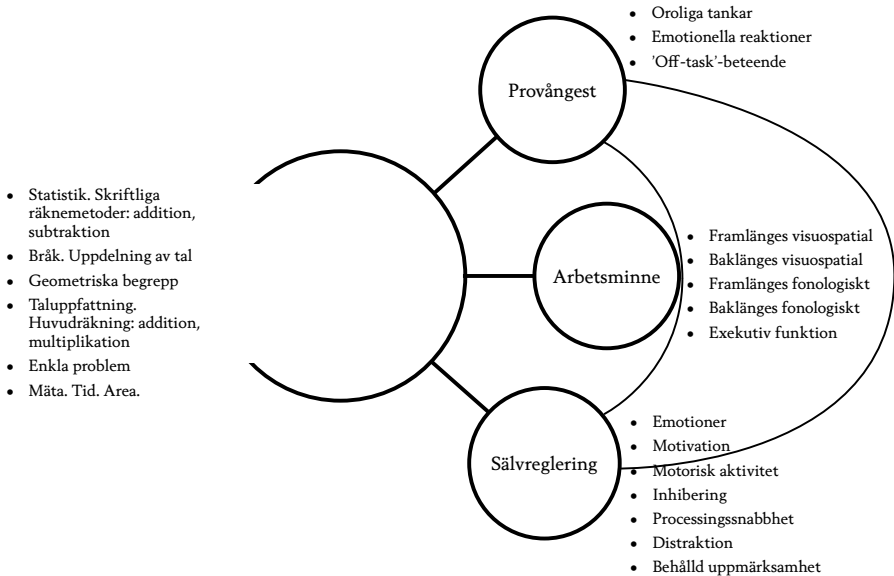 • Oroliga tankar
• Emotionella reaktioner
• 'Off-task'-beteende
Provångest
• Statistik. Skriftliga
räknemetoder: addition,
subtraktion
• Bråk. Uppdelning av tal
• Geometriska begrepp
• Taluppfattning.
Huvudräkning: addition,
multiplikation
• Enkla problem
• Mäta. Tid. Area.
Arbetsminne
• Framlänges visuospatial
• Baklänges visuospatial
• Framlänges fonologiskt
• Baklänges fonologiskt
• Exekutiv funktion
Sälvreglering
• Emotioner
• Motivation
• Motorisk aktivitet
• Inhibering
• Processingssnabbhet
• Distraktion
• Behålld uppmärksamhet